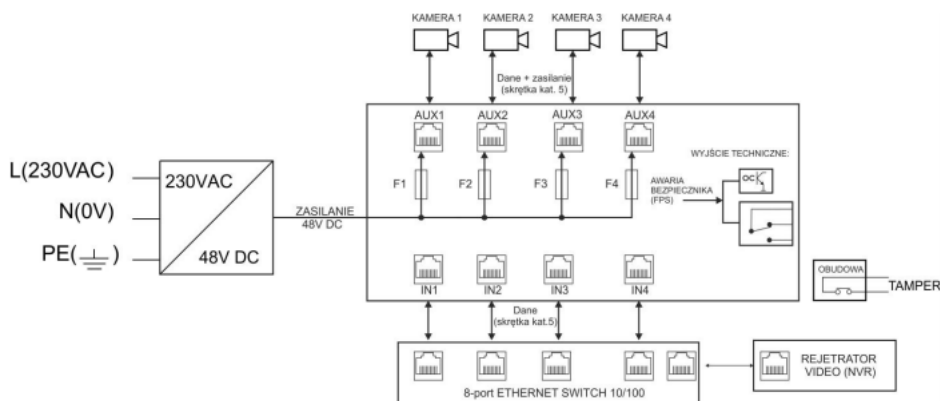 KAMERA 1
KAMERA 2
KAMERA 3
KAMERA 4
Dane + zasilanie
(skrętka kat. 5)
AUX1
AUX2
AUX3
AUX4
WYJŚCIE TECHNICZNE:
L(230VAC)
230VAC
F1
F2
F3
F4
AWARIA
BEZPIECZNIKA
(FPS)
OC
N(0V)
ZASILANIE
48V DC
PE(
)
48V DC
IN1
IN2
IN3
IN4
OBUDOWA
TAMPER
Dane
(skrętka kat.5)
8-port ETHERNET SWITCH 10/100
REJETRATOR
VIDEO (NVR)